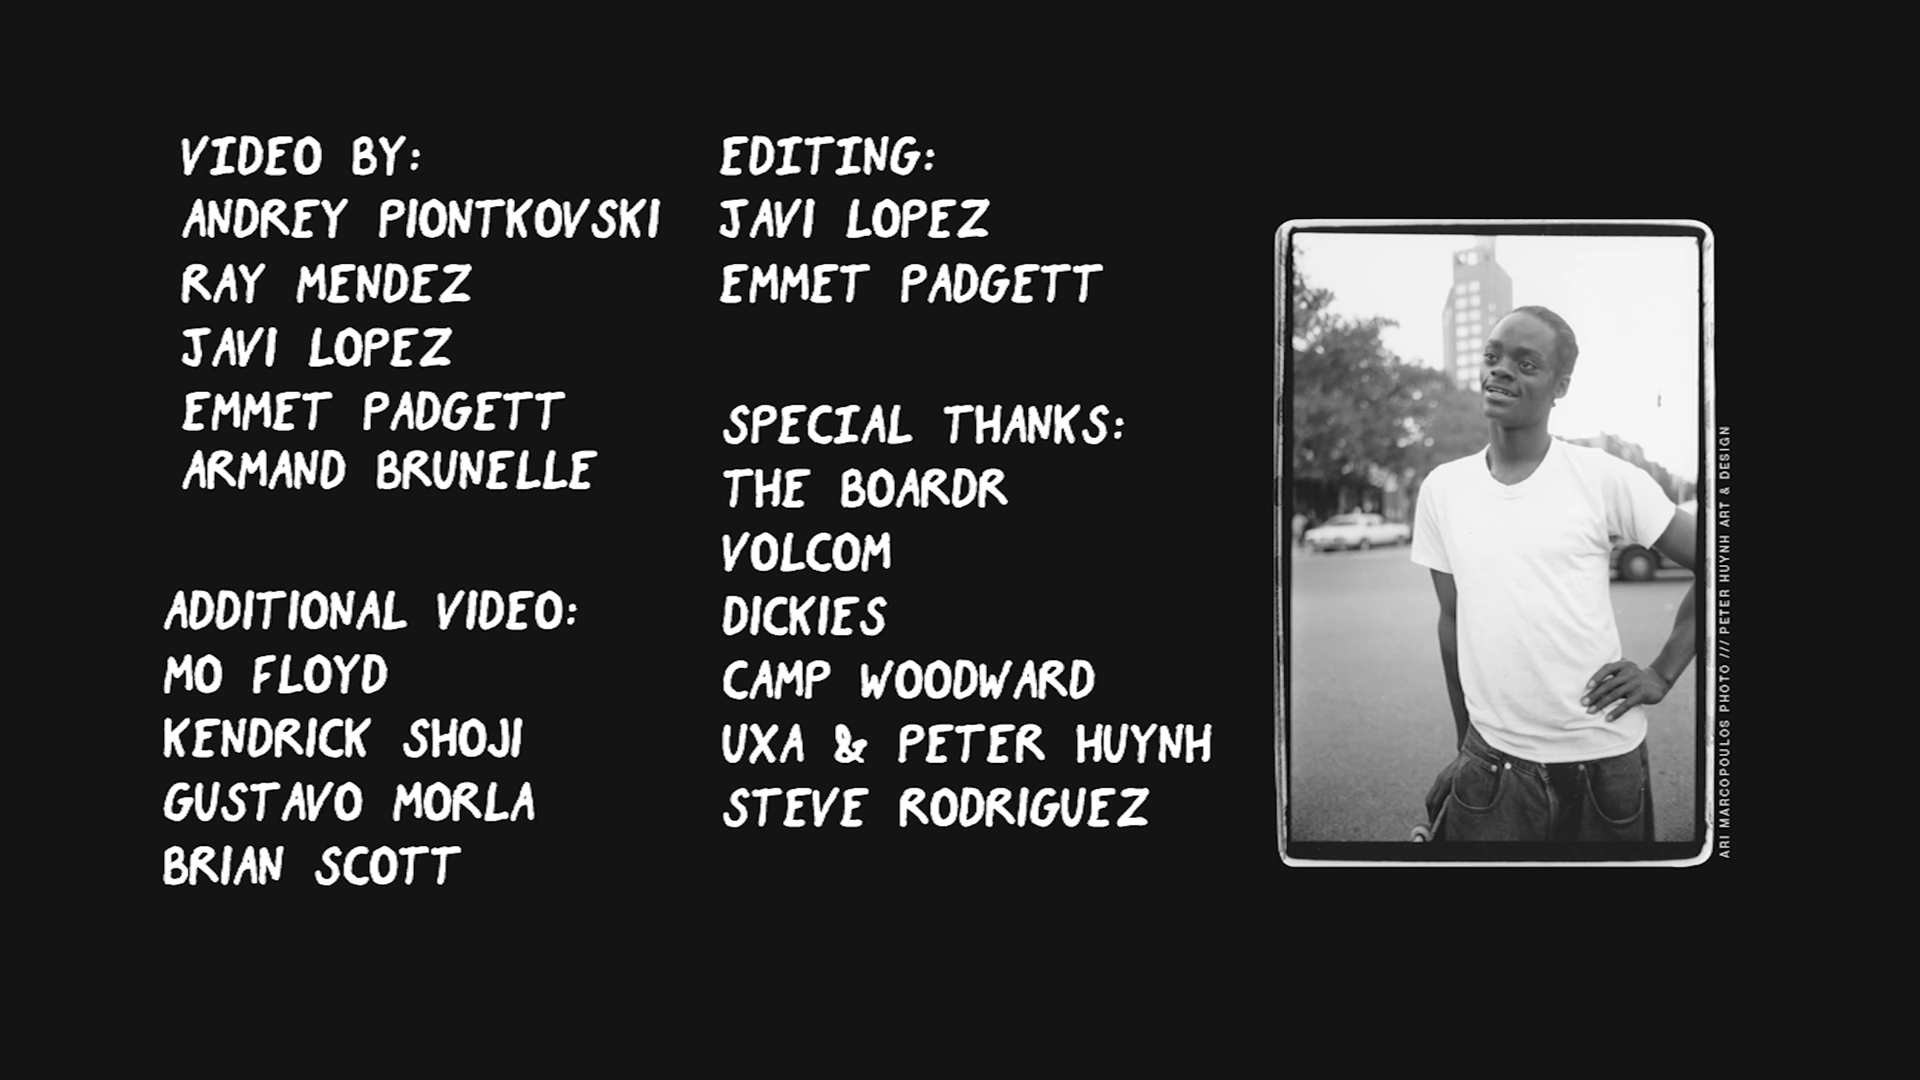 VIDEO BY:
ANDREY PIONTKOVSKI
RAY MENDEZ
JAVI LOPEZ
EMMET PADGETT
ARMAND BRUNELLE
ADDITIONAL VIDEO:
MO FLOYD
KENDRICK SHOJI
GUSTAVO MORLA
BRIAN SCOTT
EDITING:
JAVI LOPEZ
EMMET PADGETT
SPECIAL THANKS:
THE BOARDR
VOLCOM
DICKIES
CAMP WOODWARD
UXA & PETER HUYNH
STEVE RODRIGUEZ
ARI MARCOPOULOS PHOTO /// PETER HUYNH ART & DESIGN